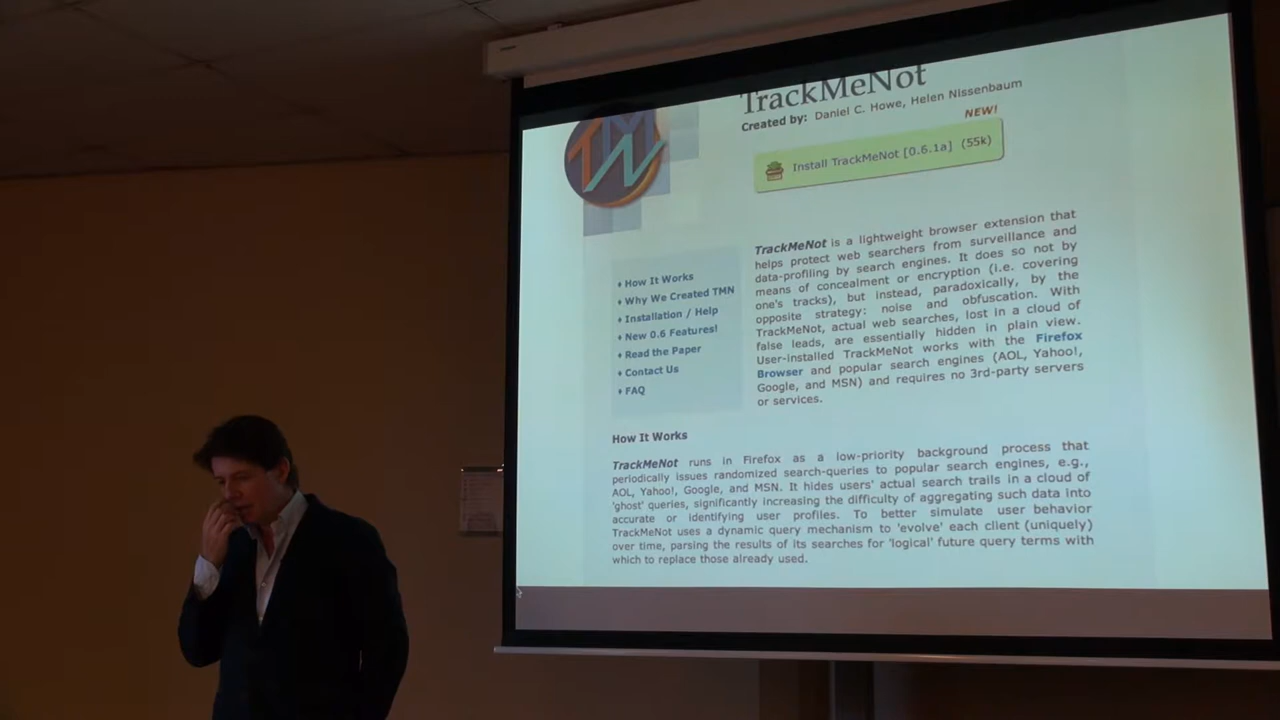 TrackMeNot
Created by: Daniel C. Howe, Helen Nissenbaum
NEW!
Install TrackMeNot [0.6.1a] (55k)
TMN
TrackMeNot is a lightweight browser extension that
helps protect web searchers from surveillance and
data-profiling by search engines. It does so not by
means of concealment or encryption (i.e. covering
one's tracks), but instead, paradoxically, by the
opposite strategy: noise and obfuscation. With
TrackMeNot, actual web searches, lost in a cloud of
false leads, are essentially hidden in plain view.
User-installed TrackMeNot works with the Firefox
Browser and popular search engines (AOL, Yahoo!,
Google, and MSN) and requires no 3rd-party servers
or services.
How It Works
Why We Created TMN
Installation / Help
New 0.6 Features!
Read the Paper
Contact Us
FAQ
How It Works
TrackMeNot runs in Firefox as a low-priority background process that
periodically issues randomized search-queries to popular search engines, e.g.,
AOL, Yahoo!, Google, and MSN. It hides users' actual search trails in a cloud of
'ghost' queries, significantly increasing the difficulty of aggregating such data into
accurate or identifying user profiles. To better simulate user behavior
TrackMeNot uses a dynamic query mechanism to 'evolve' each client (uniquely)
over time, parsing the results of its searches for 'logical' future query terms with
which to replace those already used.